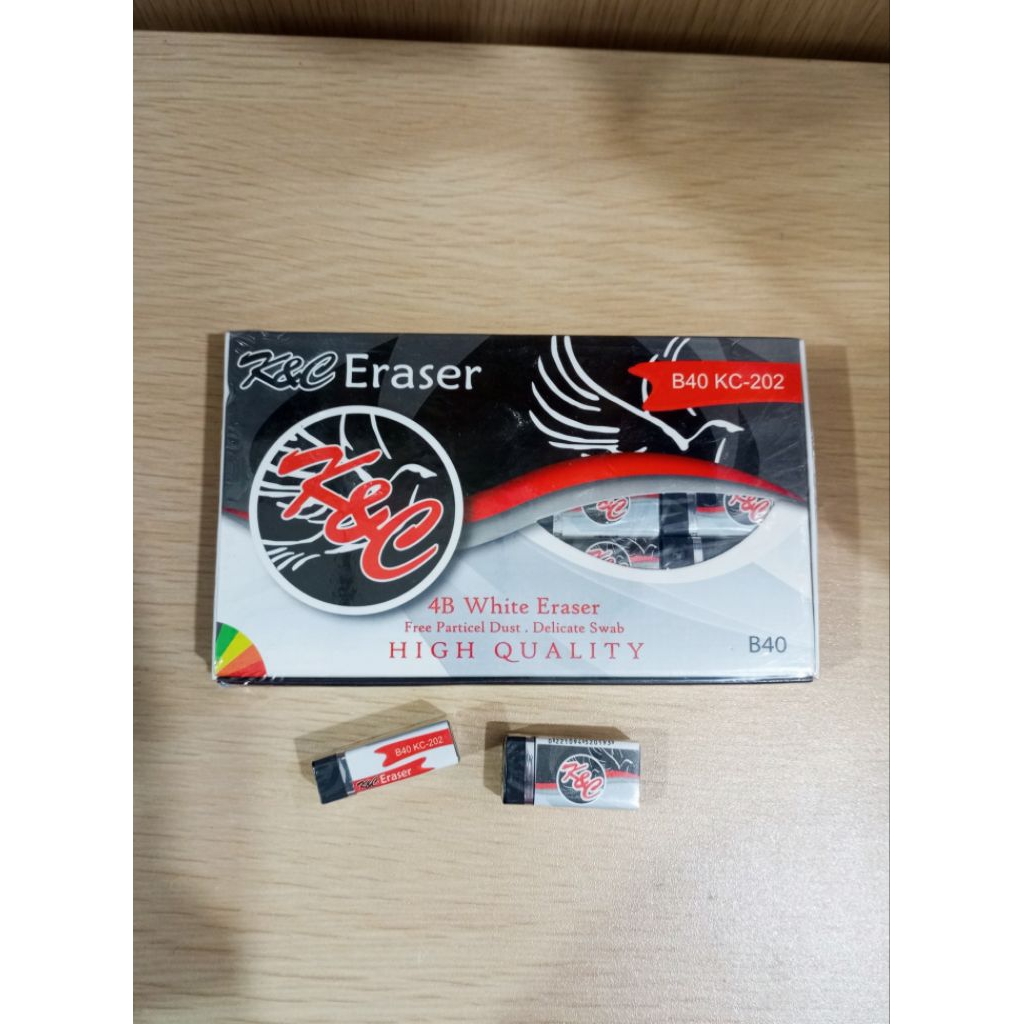 K&C Eraser
B40 KC-202
K&C
4B White Eraser
Free Particel Dust . Delicate Swab
HIGH QUALITY
B40
B40 KC-202
K&C Eraser
K&C